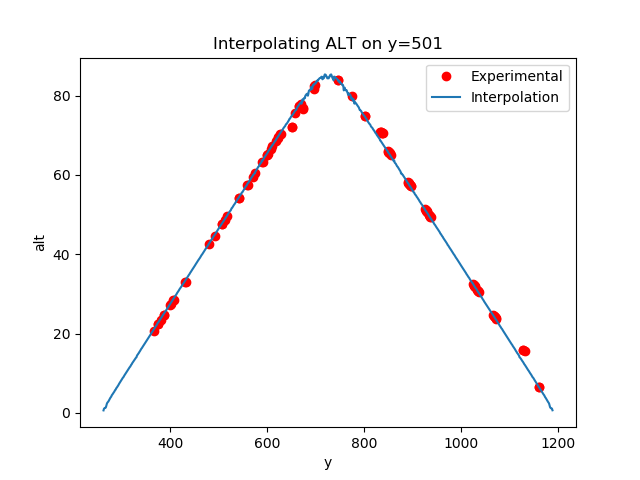 Interpolating ALT on y=501
Experimental
Interpolation
80
60
40
20
0
alt
400 600 800 1000 1200
y